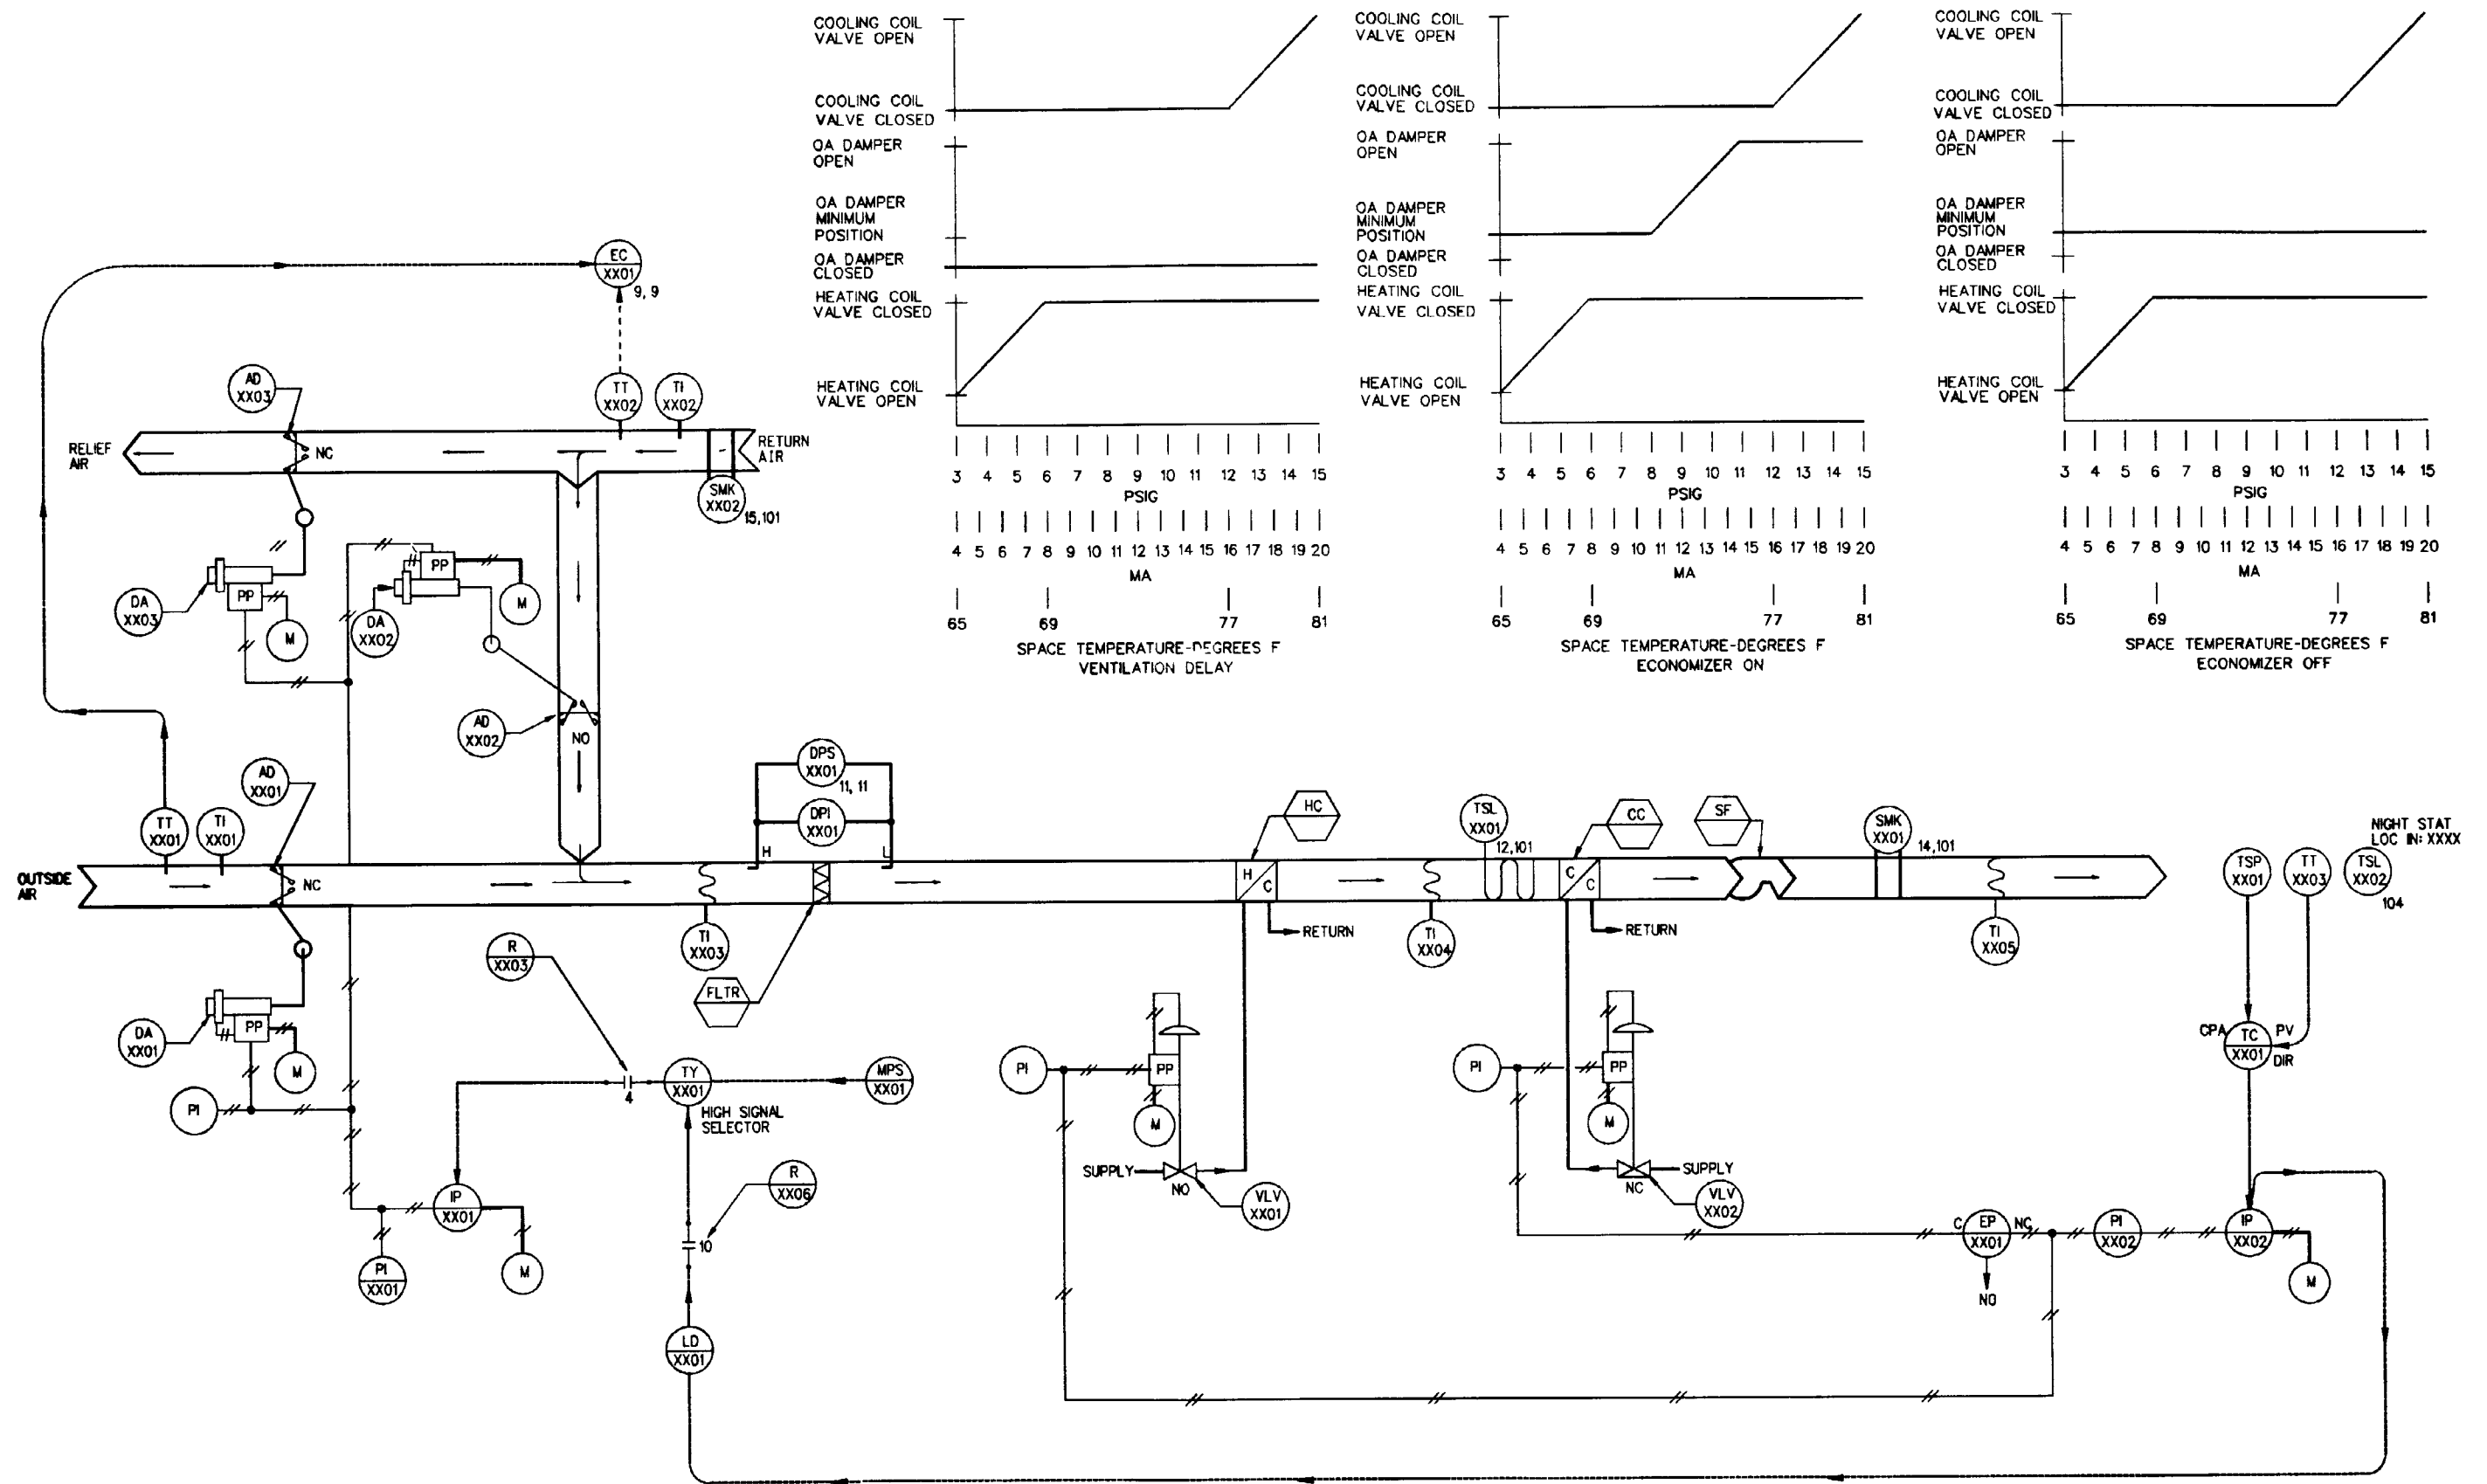 COOLING COIL
VALVE OPEN
COOLING COIL
VALVE CLOSED
OA DAMPER
OPEN
OA DAMPER
MINIMUM
POSITION
OA DAMPER
CLOSED
HEATING COIL
VALVE CLOSED
HEATING COIL
VALVE OPEN
3 4 5 6 7 8 9 10 11 12 13 14 15
PSIG
4 5 6 7 8 9 10 11 12 13 14 15 16 17 18 19 20
MA
65 69 77 81
SPACE TEMPERATURE-DEGREES F
VENTILATION DELAY
COOLING COIL
VALVE OPEN
COOLING COIL
VALVE CLOSED
OA DAMPER
OPEN
OA DAMPER
MINIMUM
POSITION
OA DAMPER
CLOSED
HEATING COIL
VALVE CLOSED
HEATING COIL
VALVE OPEN
3 4 5 6 7 8 9 10 11 12 13 14 15
PSIG
4 5 6 7 8 9 10 11 12 13 14 15 16 17 18 19 20
MA
65 69 77 81
SPACE TEMPERATURE-DEGREES F
ECONOMIZER ON
COOLING COIL
VALVE OPEN
COOLING COIL
VALVE CLOSED
OA DAMPER
OPEN
OA DAMPER
MINIMUM
POSITION
OA DAMPER
CLOSED
HEATING COIL
VALVE CLOSED
HEATING COIL
VALVE OPEN
3 4 5 6 7 8 9 10 11 12 13 14 15
PSIG
4 5 6 7 8 9 10 11 12 13 14 15 16 17 18 19 20
MA
65 69 77 81
SPACE TEMPERATURE-DEGREES F
ECONOMIZER OFF
EC
XX01
9, 9
AD
XX03
TT
XX02
TI
XX02
RELIEF
AIR
NC
RETURN
AIR
SMK
XX02
15,101
PP
DA
XX03
PP
M
DA
XX02
M
AD
XX02
NO
AD
XX01
TT
XX01
TI
XX01
DPS
XX01
11, 11
DPI
XX01
H
L
HC
TSL
XX01
12,101
CC
SF
SMK
XX01
14,101
NIGHT STAT
LOC IN: XXXX
TSP
XX01
TT
XX03
TSL
XX02
104
OUTSIDE
AIR
NC
H
C
C
C
RETURN
RETURN
TI
XX03
TI
XX04
TI
XX05
R
XX03
FLTR
DA
XX01
PP
M
PI
4
TY
XX01
MPS
XX01
HIGH SIGNAL
SELECTOR
PI
PP
M
SUPPLY
NO
VLV
XX01
PI
PP
M
SUPPLY
NC
VLV
XX02
CPA
TC
XX01
PV
DIR
R
XX06
IP
XX01
M
PI
XX01
10
LD
XX01
C
EP
XX01
NC
NO
PI
XX02
IP
XX02
M